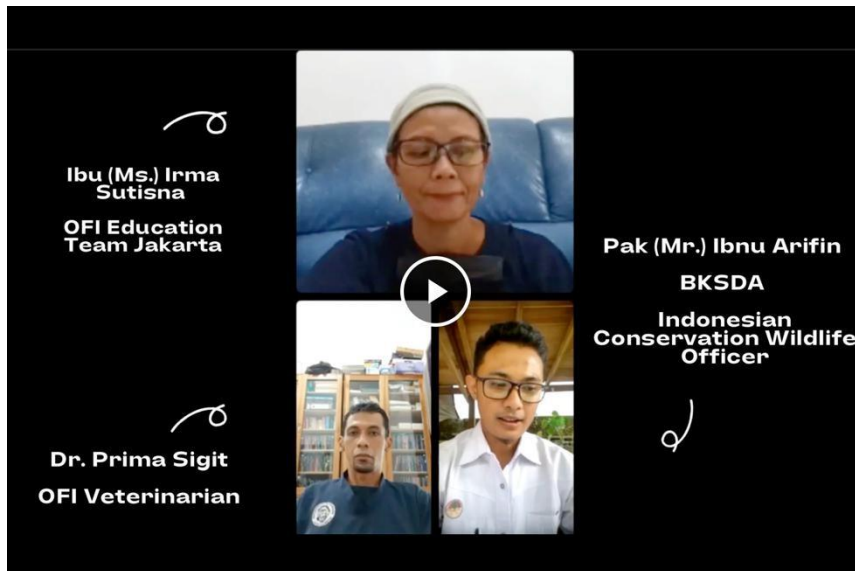 Ibu (Ms.) Irma
Sutisna
OFI Education
Team Jakarta
Pak (Mr.) Ibnu Arifin
BKSDA
Indonesian
Conservation Wildlife
Officer
Dr. Prima Sigit
OFI Veterinarian